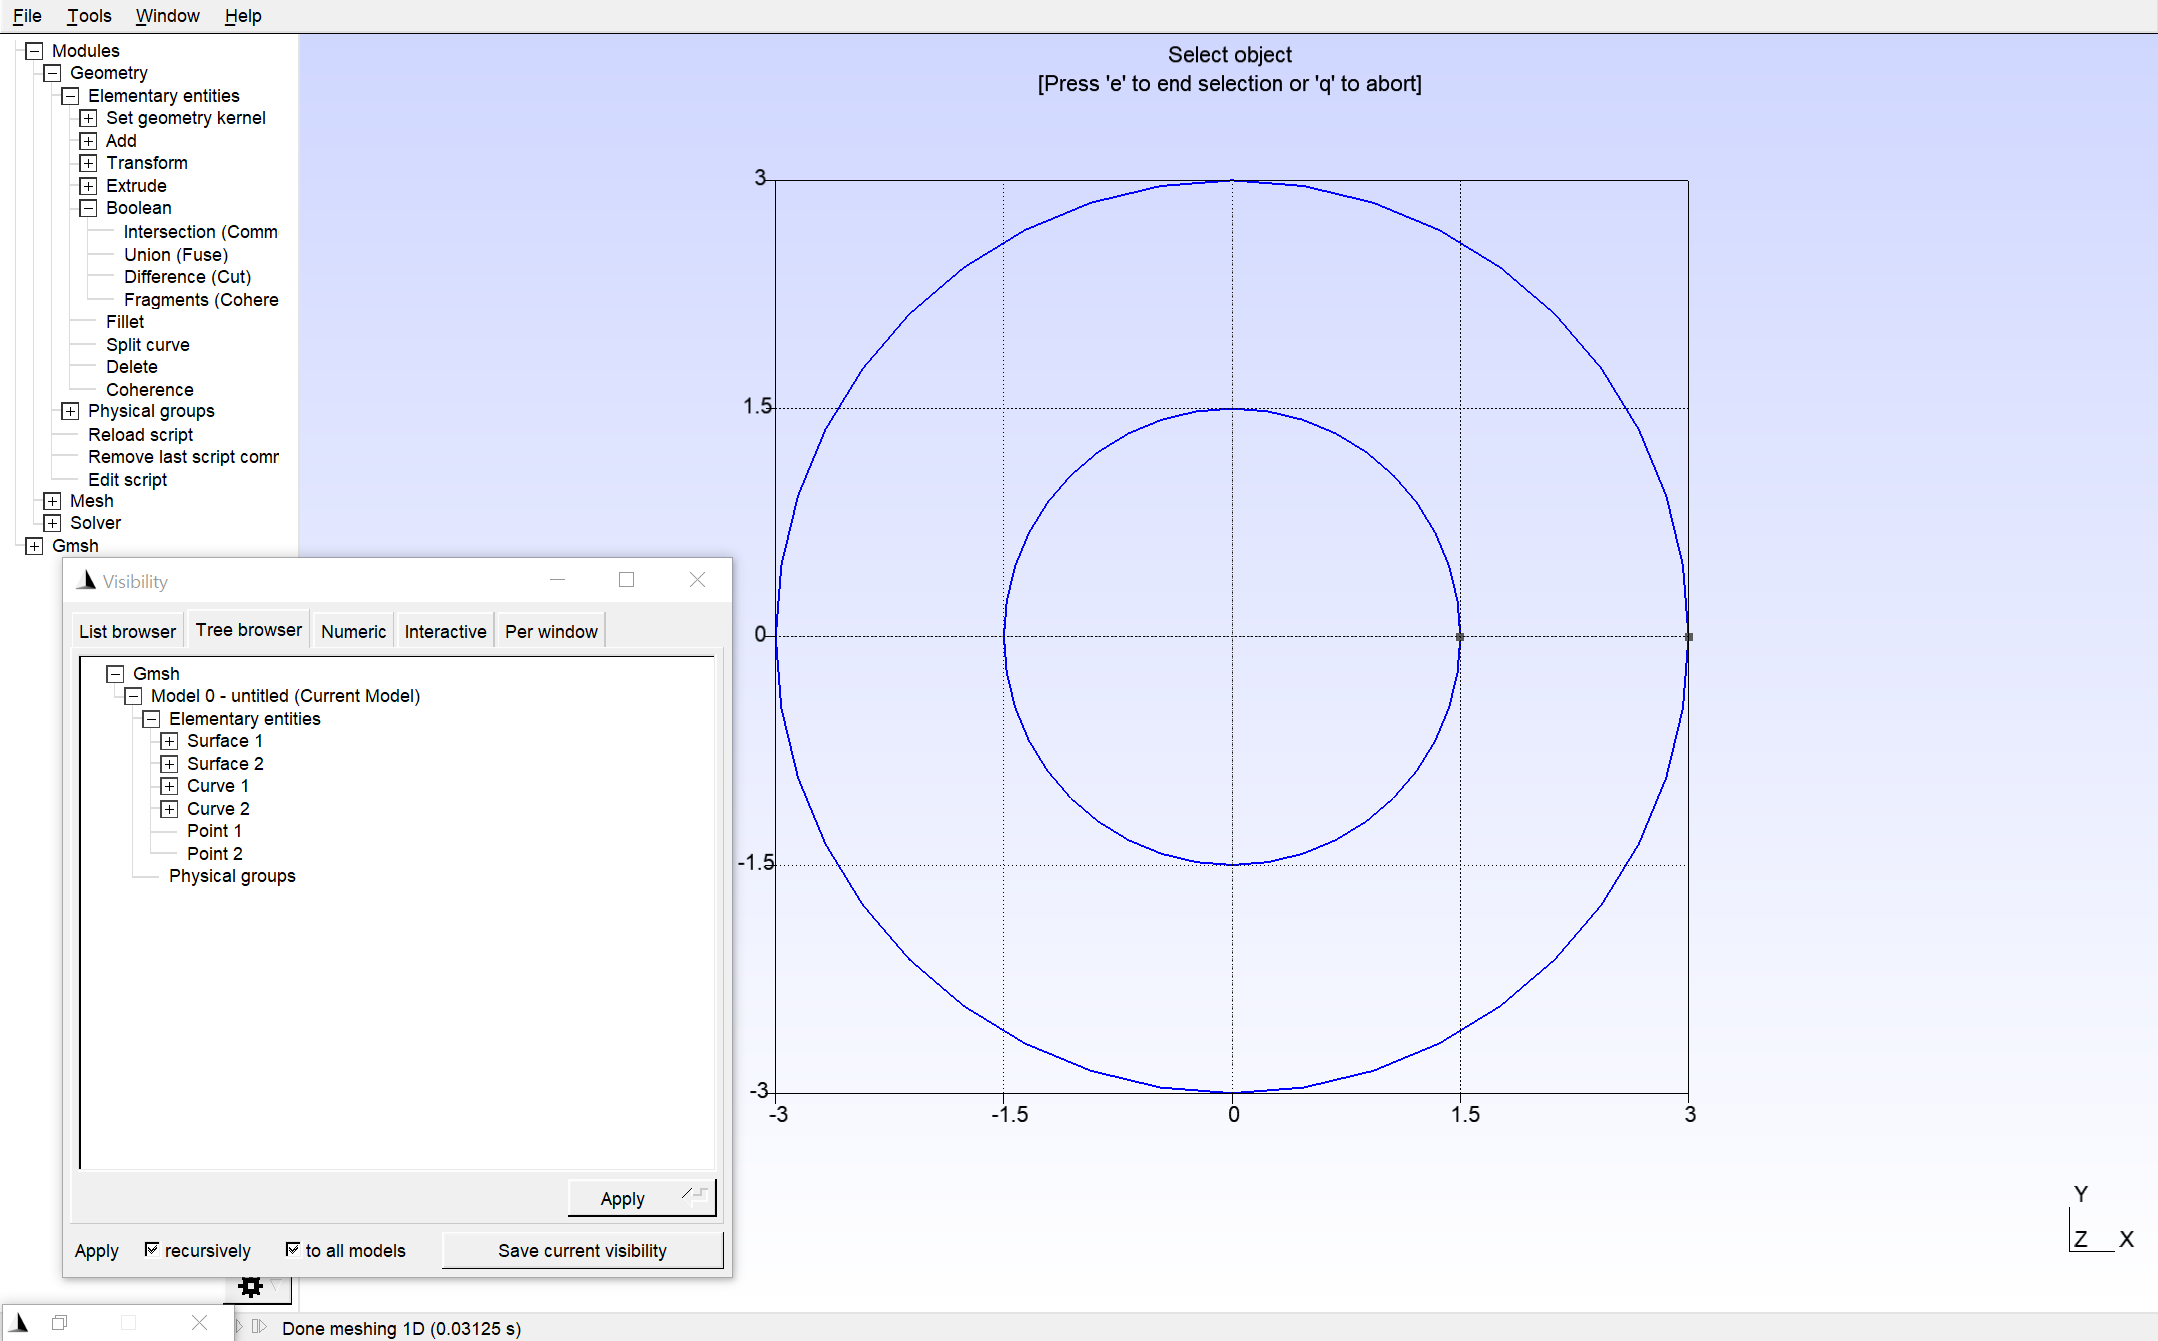 File Tools Window Help
Modules
Geometry
Elementary entities
Set geometry kernel
Add
Transform
Extrude
Boolean
Intersection (Comm
Union (Fuse)
Difference (Cut)
Fragments (Cohere
Fillet
Split curve
Delete
Coherence
Physical groups
Reload script
Remove last script comr
Edit script
Mesh
Solver
Gmsh
Select object
[Press 'e' to end selection or 'q' to abort]
3
1.5
0
-1.5
-3
-3 -1.5 0 1.5 3
Y
Z X
Visibility
List browser Tree browser Numeric Interactive Per window
Gmsh
Model 0 - untitled (Current Model)
Elementary entities
Surface 1
Surface 2
Curve 1
Curve 2
Point 1
Point 2
Physical groups
Apply
Apply recursively to all models Save current visibility
Done meshing 1D (0.03125 s)